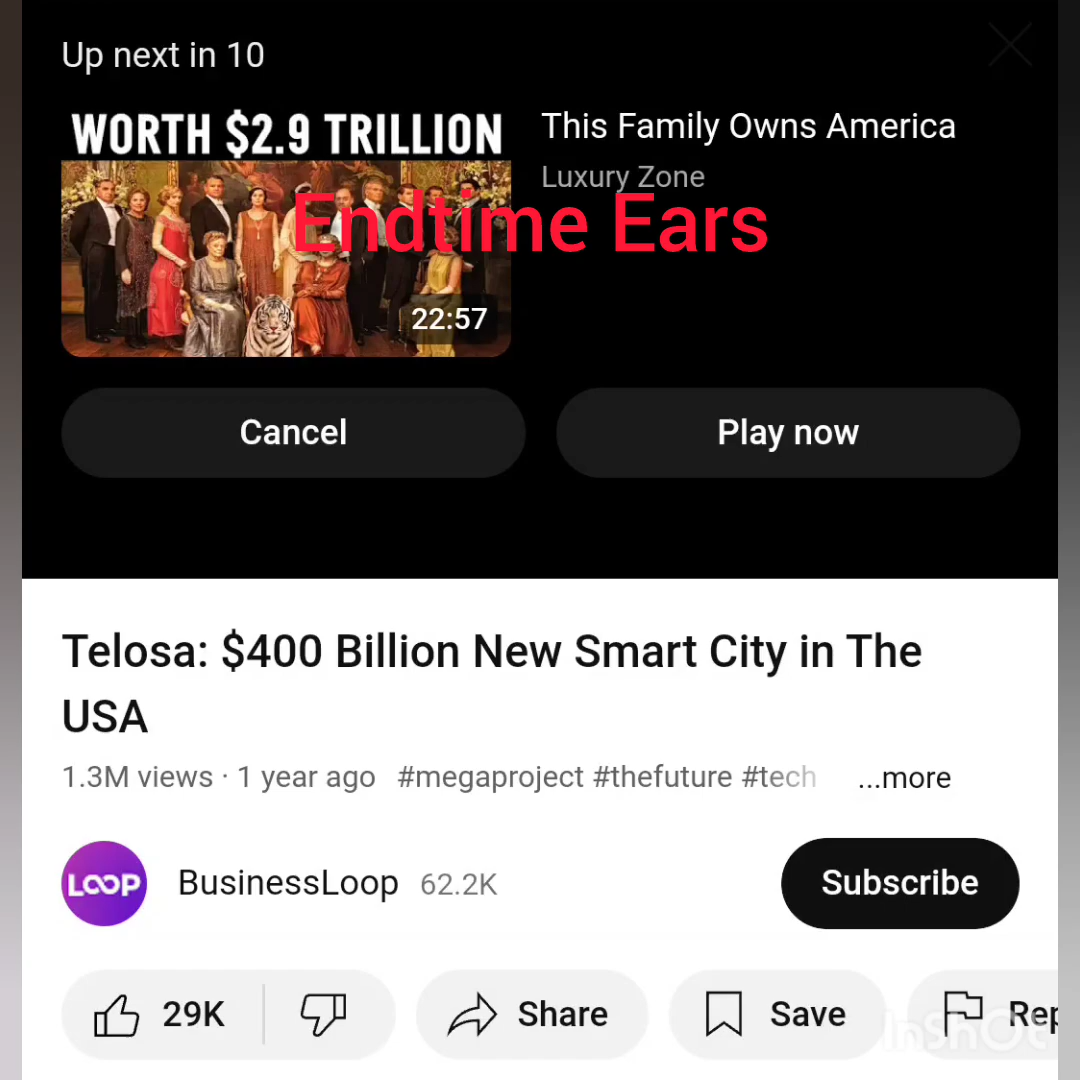 Up next in 10
WORTH $2.9 TRILLION
This Family Owns America
Luxury Zone
Endtime Ears
22:57
Cancel
Play now
Telosa: $400 Billion New Smart City in The
USA
1.3M views · 1 year ago #megaproject #thefuture #tech ...more
LOOP
BusinessLoop 62.2K
Subscribe
29K
Share
Save
Rep
InShOt